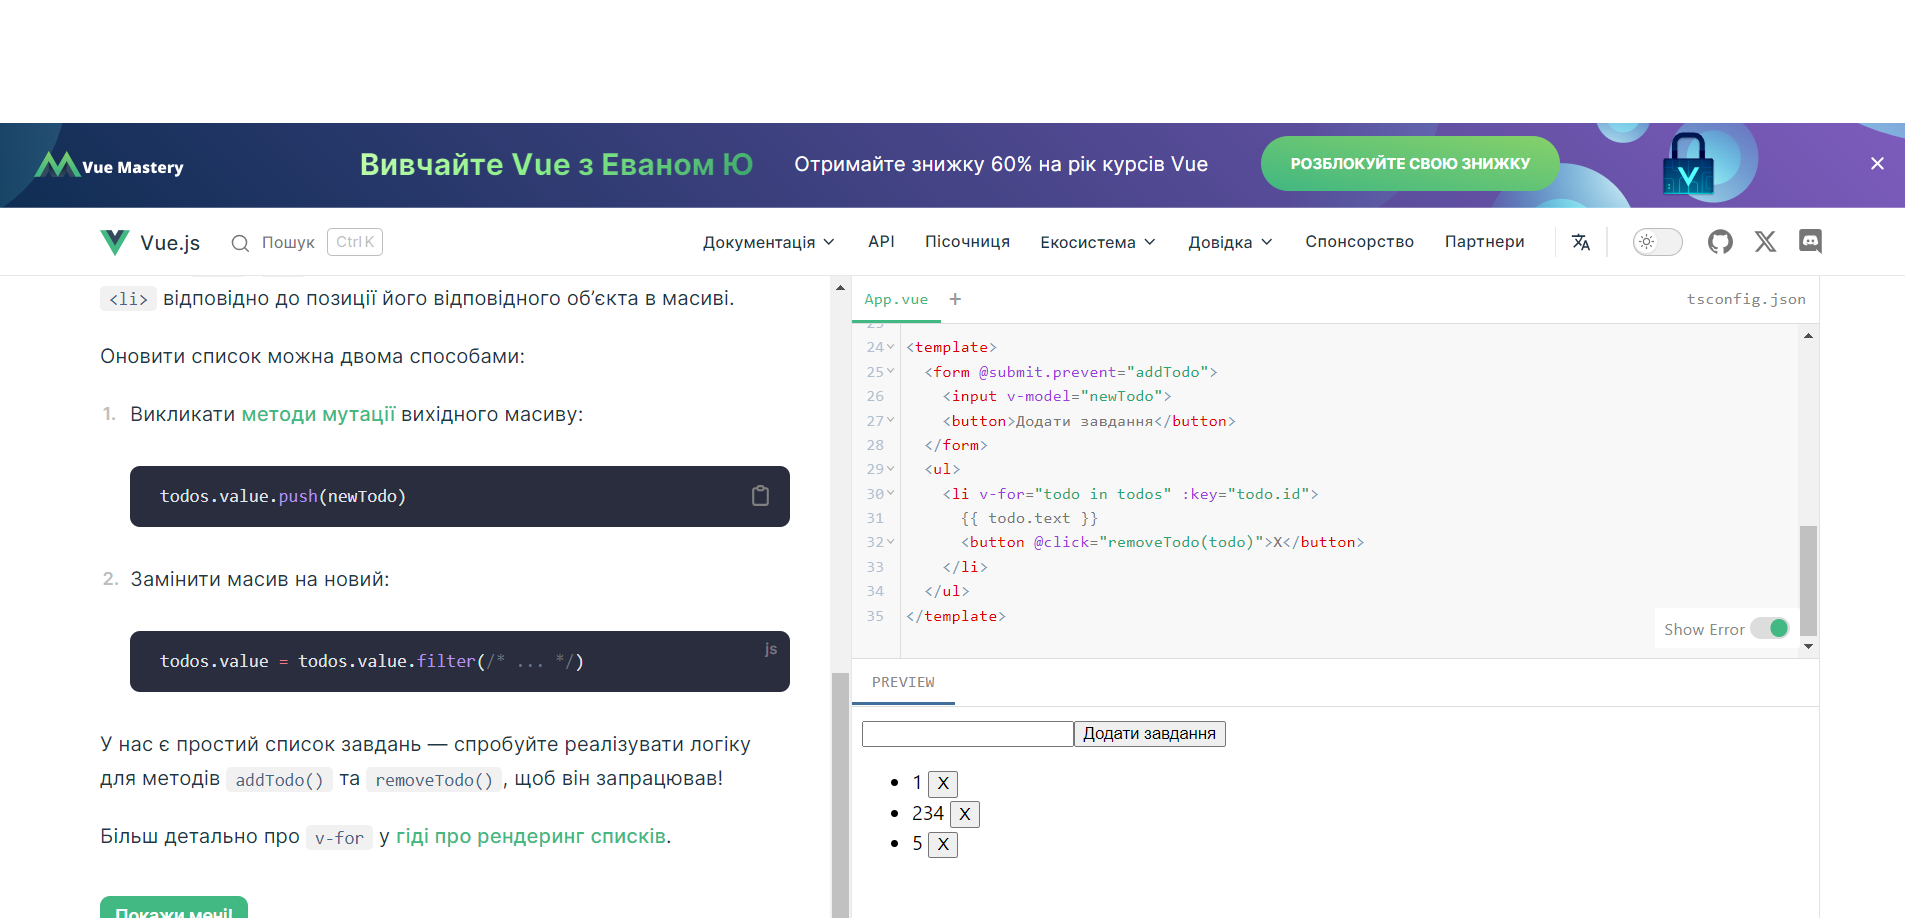 Vue Mastery
Вивчайте Vue з Еваном Ю
Отримайте знижку 60% на рік курсів Vue
РОЗБЛОКУЙТЕ СВОЮ ЗНИЖКУ
Vue.js
Пошук
Ctrl K
Документація
API
Пісочниця
Екосистема
Довідка
Спонсорство
Партнери
<li> відповідно до позиції його відповідного об’єкта в масиві.
Оновити список можна двома способами:
1. Викликати методи мутації вихідного масиву:
todos.value.push(newTodo)
2. Замінити масив на новий:
js
todos.value = todos.value.filter(/* ... */)
У нас є простий список завдань — спробуйте реалізувати логіку
для методів addTodo() та removeTodo(), щоб він запрацював!
Більш детально про v-for у гіді про рендеринг списків.
Покажи мені!
App.vue
+
tsconfig.json
23
24 <template>
25 <form @submit.prevent="addTodo">
26 <input v-model="newTodo">
27 <button>Додати завдання</button>
28 </form>
29 <ul>
30 <li v-for="todo in todos" :key="todo.id">
31 {{ todo.text }}
32 <button @click="removeTodo(todo)">X</button>
33 </li>
34 </ul>
35 </template>
Show Error
PREVIEW
Додати завдання
1 X
234 X
5 X